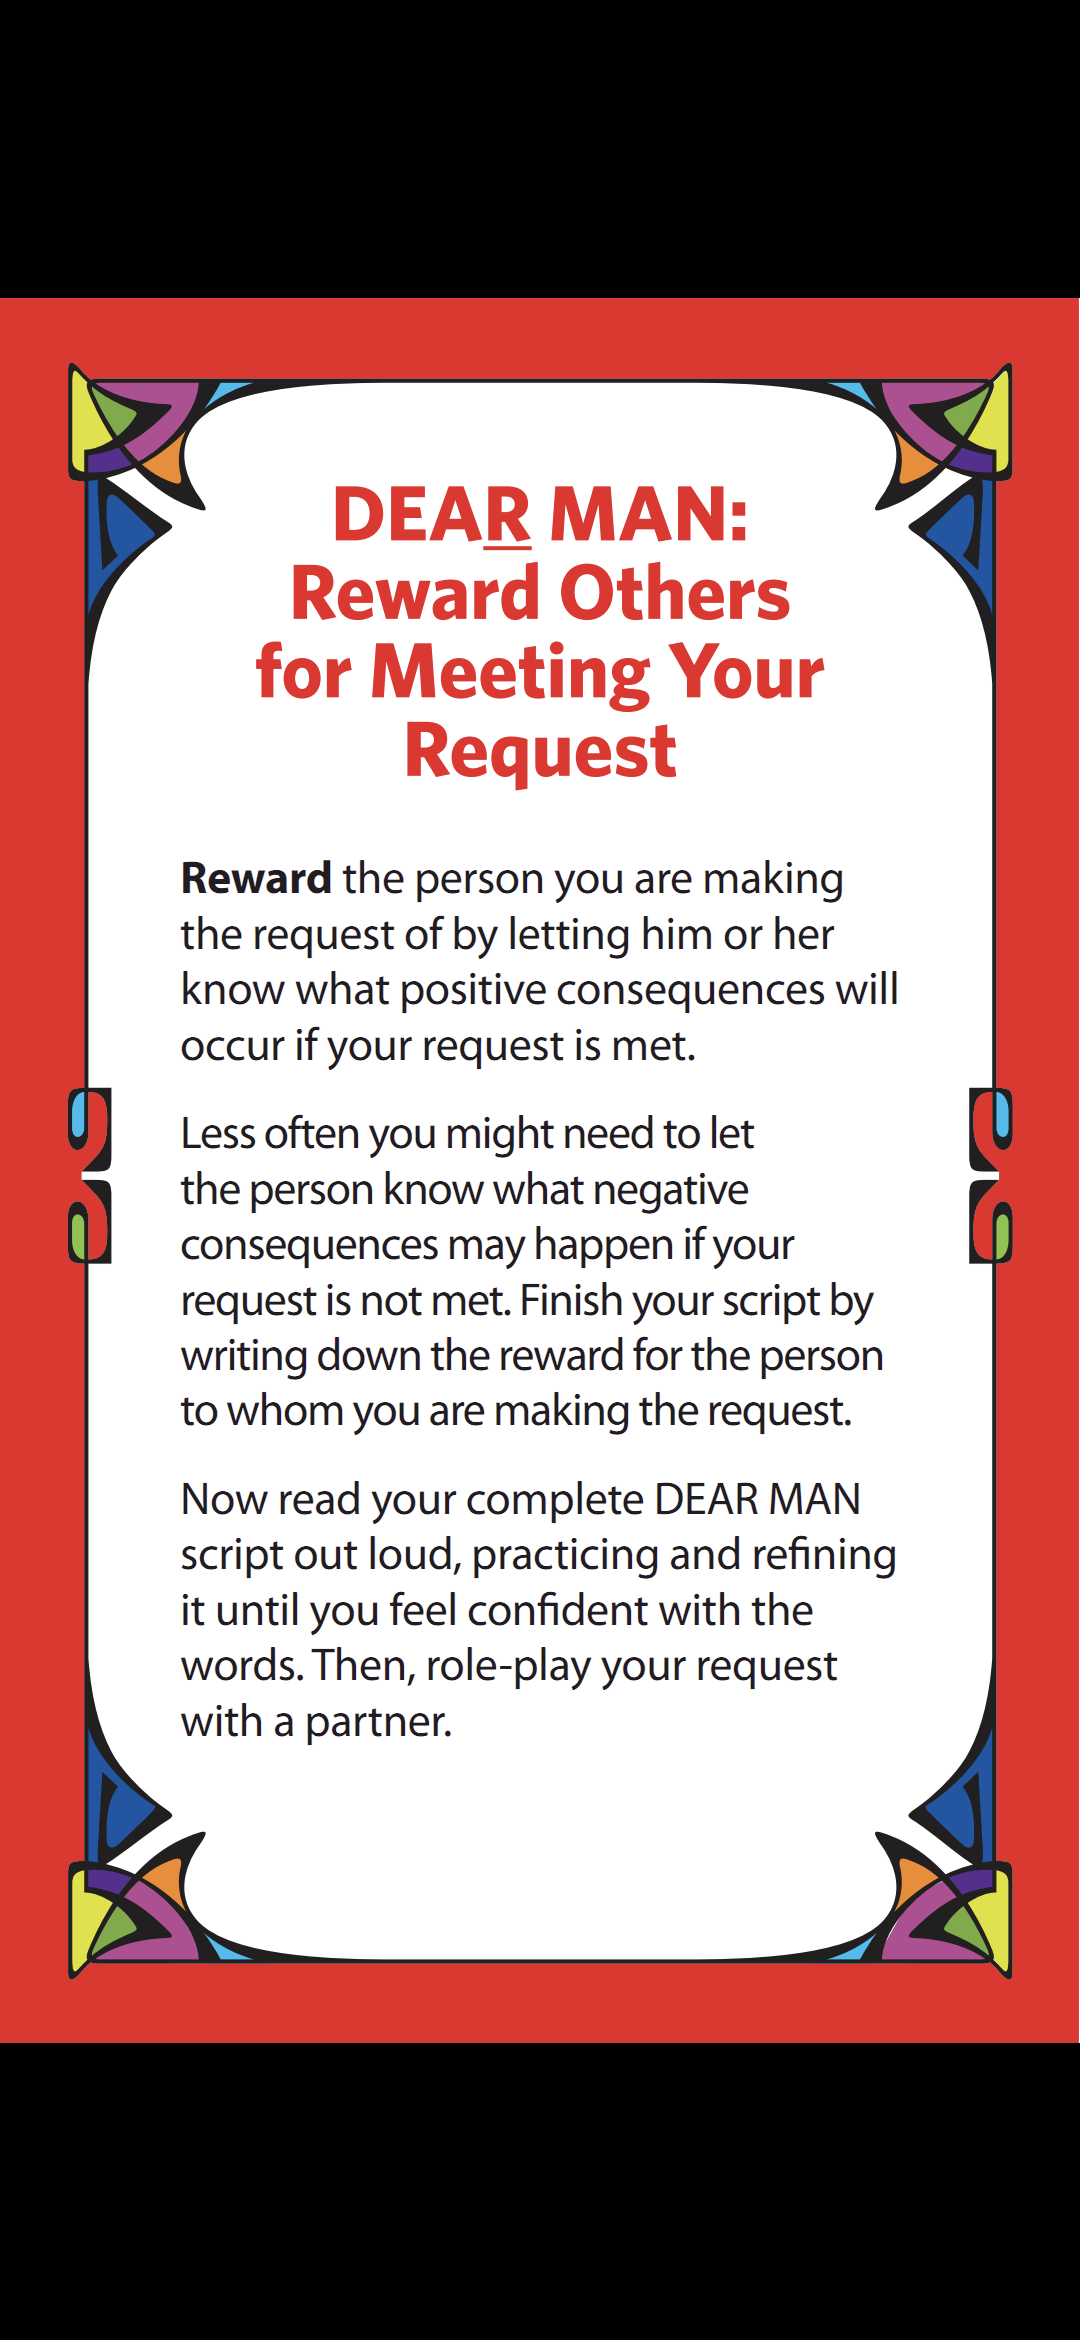 DEAR MAN:
Reward Others
for Meeting Your
Request
Reward the person you are making
the request of by letting him or her
know what positive consequences will
occur if your request is met.
Less often you might need to let
the person know what negative
consequences may happen if your
request is not met. Finish your script by
writing down the reward for the person
to whom you are making the request.
Now read your complete DEAR MAN
script out loud, practicing and refining
it until you feel confident with the
words. Then, role-play your request
with a partner.